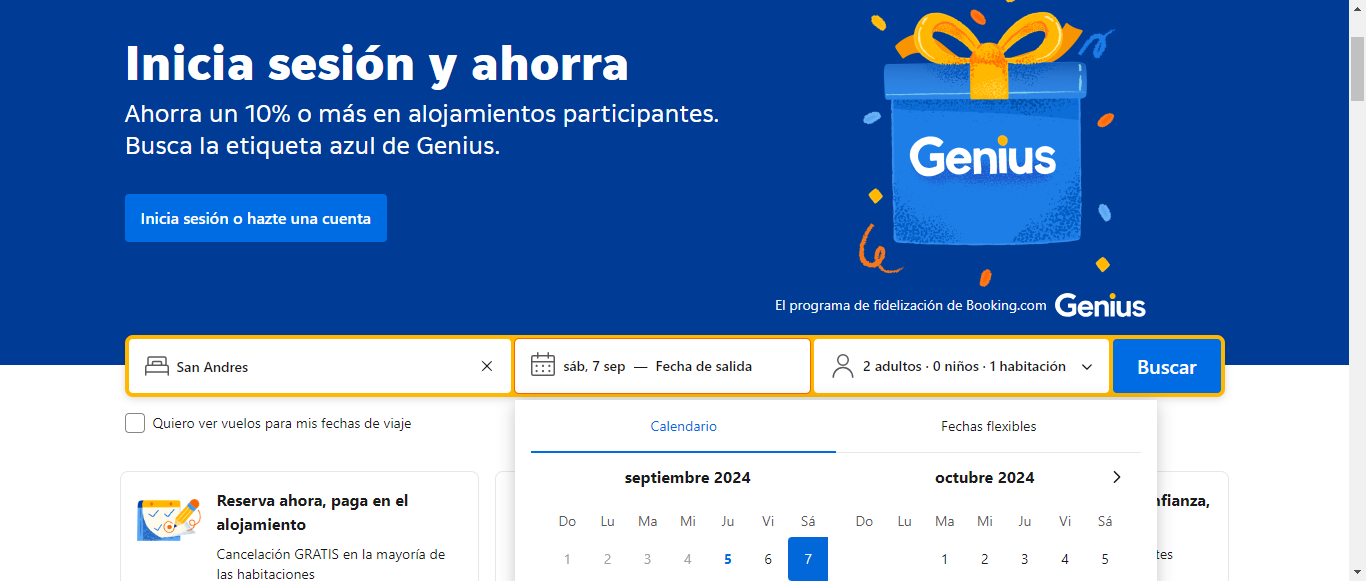 Inicia sesión y ahorra
Ahorra un 10% o más en alojamientos participantes.
Busca la etiqueta azul de Genius.
Inicia sesión o hazte una cuenta
Genius
El programa de fidelización de Booking.com Genius
San Andres
sáb, 7 sep — Fecha de salida
2 adultos · 0 niños · 1 habitación
Buscar
Quiero ver vuelos para mis fechas de viaje
Calendario
Fechas flexibles
septiembre 2024
Do Lu Ma Mi Ju Vi Sá
1 2 3 4 5 6 7
octubre 2024
Do Lu Ma Mi Ju Vi Sá
1 2 3 4 5
Reserva ahora, paga en el
alojamiento
Cancelación GRATIS en la mayoría de
las habitaciones